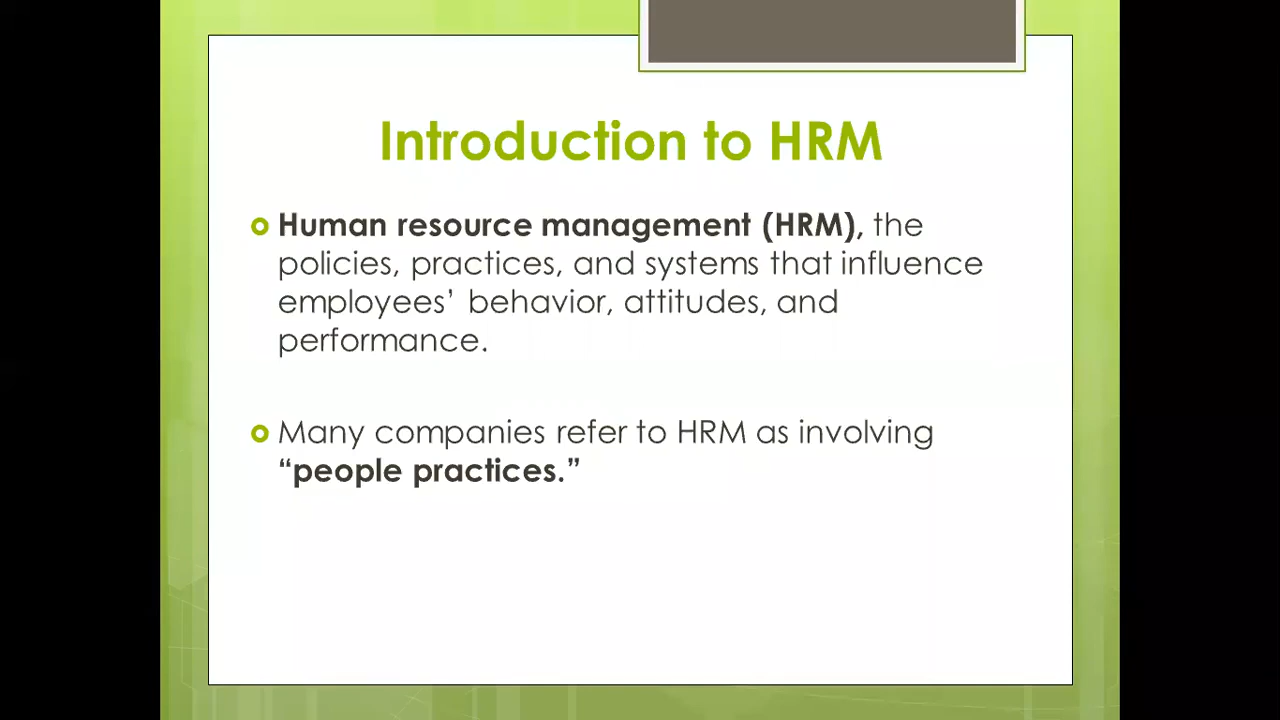 Introduction to HRM
Human resource management (HRM), the
policies, practices, and systems that influence
employees’ behavior, attitudes, and
performance.
Many companies refer to HRM as involving
“people practices.”